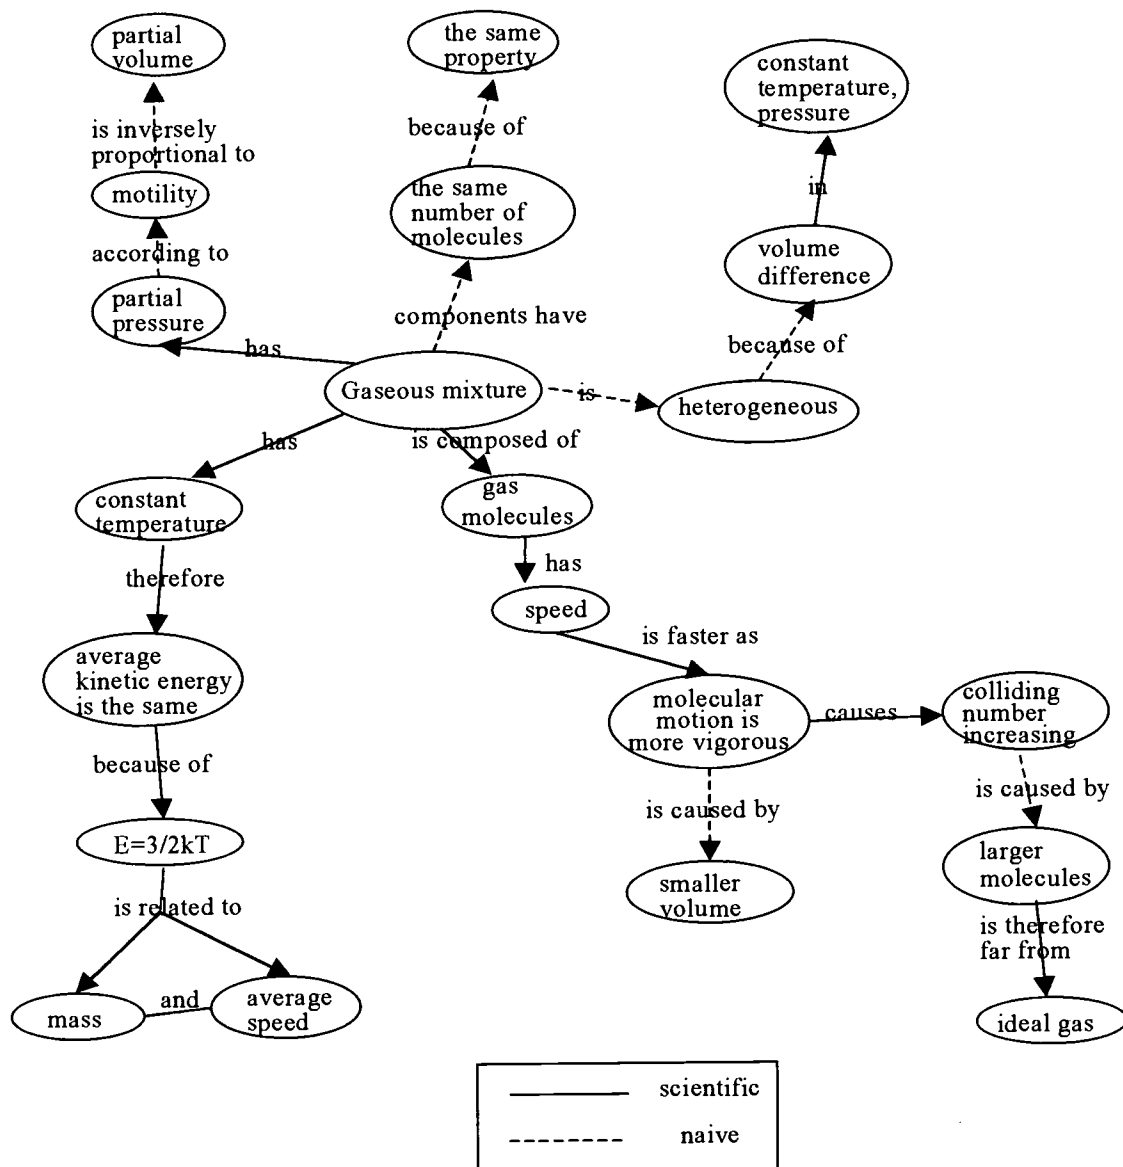 partial
volume
is inversely
proportional to
motility
according to
partial
pressure
has
the same
property
because of
the same
number of
molecules
components have
constant
temperature,
pressure
in
volume
difference
because of
Gaseous mixture
is
heterogeneous
has
constant
temperature
therefore
average
kinetic energy
is the same
because of
E=3/2kT
is related to
mass
and
average
speed
is composed of
gas
molecules
has
speed
is faster as
molecular
motion is
more vigorous
is caused by
smaller
volume
causes
colliding
number
increasing
is caused by
larger
molecules
is therefore
far from
ideal gas
scientific
naive